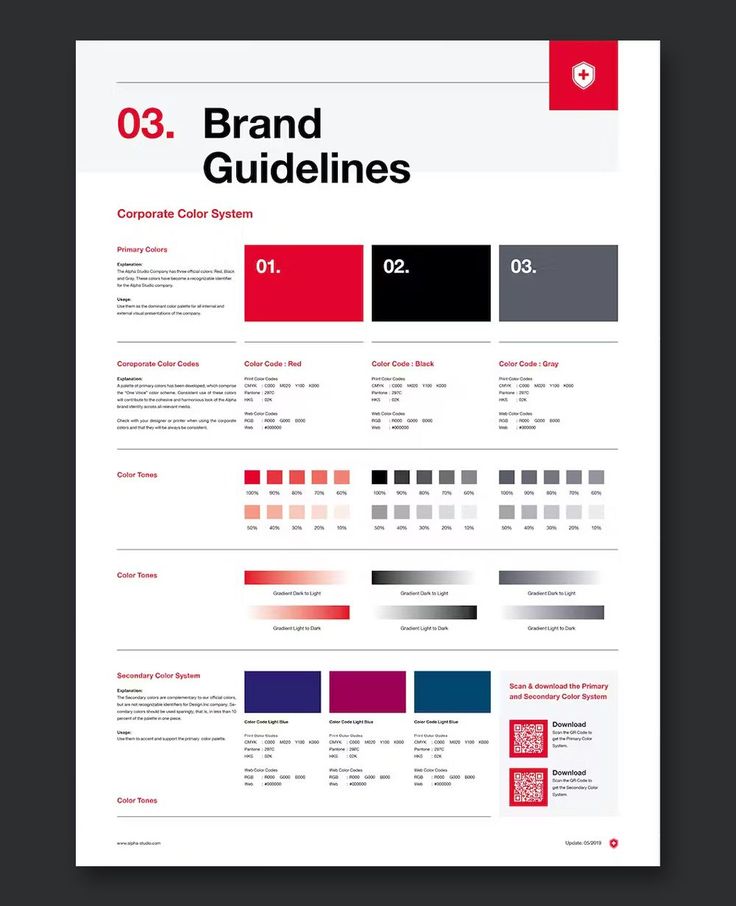 03. Brand
Guidelines
Corporate Color System
Primary Colors
Explanation:
The Alpha Studio Company has three official colors: Red, Black
and Gray. These colors have become a recognizable identifier
for the Alpha Studio company.
Usage:
Use them as the dominant color palette for all internal and
external visual presentations of the company.
01.
02.
03.
Coroporate Color Codes
Explanation:
A palette of primary colors has been developed, which comprise
the "One Voice" color scheme. Consistent use of these colors
will contribute to the cohesive and harmonious look of the Alpha
brand identity across all relevant media.
Check with your designer or printer when using the corporate
colors and that they will be always be consistent.
Color Code : Red
Print Color Codes
CMYK : C000 M020 Y100 K000
Pantone : 297C
HKS : 02K
Web Color Codes
RGB : R000 G000 B000
Web : #000000
Color Code : Black
Print Color Codes
CMYK : C000 M020 Y100 K000
Pantone : 297C
HKS : 02K
Web Color Codes
RGB : R000 G000 B000
Web : #000000
Color Code : Gray
Print Color Codes
CMYK : C000 M020 Y100 K000
Pantone : 297C
HKS : 02K
Web Color Codes
RGB : R000 G000 B000
Web : #000000
Color Tones
100% 90% 80% 70% 60%
50% 40% 30% 20% 10%
100% 90% 80% 70% 60%
50% 40% 30% 20% 10%
100% 90% 80% 70% 60%
50% 40% 30% 20% 10%
Color Tones
Gradient Dark to Light
Gradient Light to Dark
Gradient Dark to Light
Gradient Light to Dark
Gradient Dark to Light
Gradient Light to Dark
Secondary Color System
Explanation:
The Secondary colors are complementary to our official colors,
but are not recognizable identifiers for Design Inc company. Se-
condary colors should be used sparingly, that is, in less than 10
percent of the palette in one piece.
Usage:
Use them to accent and support the primary color palette.
Color Tones
Color Code Light Blue
Print Color Codes
CMYK : C000 M020 Y100 K000
Pantone : 297C
HKS : 02K
Web Color Codes
RGB : R000 G000 B000
Web : #000000
Color Code Light Blue
Print Color Codes
CMYK : C000 M020 Y100 K000
Pantone : 297C
HKS : 02K
Web Color Codes
RGB : R000 G000 B000
Web : #000000
Color Code Light Blue
Print Color Codes
CMYK : C000 M020 Y100 K000
Pantone : 297C
HKS : 02K
Web Color Codes
RGB : R000 G000 B000
Web : #000000
Scan & download the Primary
and Secondary Color System
Download
Scan the QR-Code to
get the Primary Color
System.
Download
Scan the QR-Code to
get the Secondary Color
System.
www.alpha-studio.com
Update: 05/2019